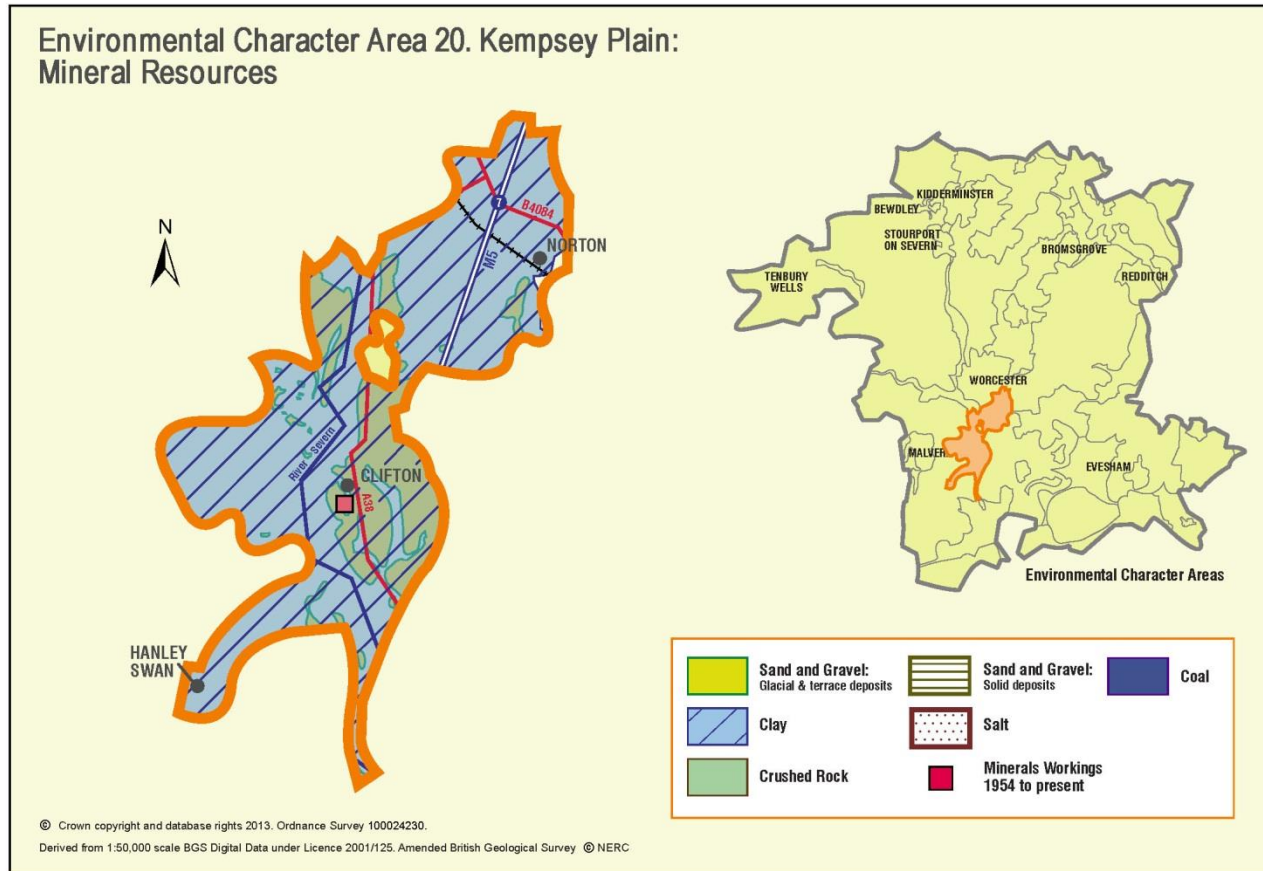 Environmental Character Area 20. Kempsey Plain:
Mineral Resources
N
7
B4084
M5
NORTON
River Severn
CLIFTON
A38
HANLEY
SWAN
KIDDERMINSTER
BEWDLEY
STOURPORT
ON SEVERN
BROMSGROVE
TENBURY
WELLS
REDDITCH
WORCESTER
MALVER
EVESHAM
Environmental Character Areas
Sand and Gravel:
Glacial & terrace deposits
Sand and Gravel:
Solid deposits
Coal
Clay
Salt
Crushed Rock
Minerals Workings
1954 to present
© Crown copyright and database rights 2013. Ordnance Survey 100024230.
Derived from 1:50,000 scale BGS Digital Data under Licence 2001/125. Amended British Geological Survey © NERC